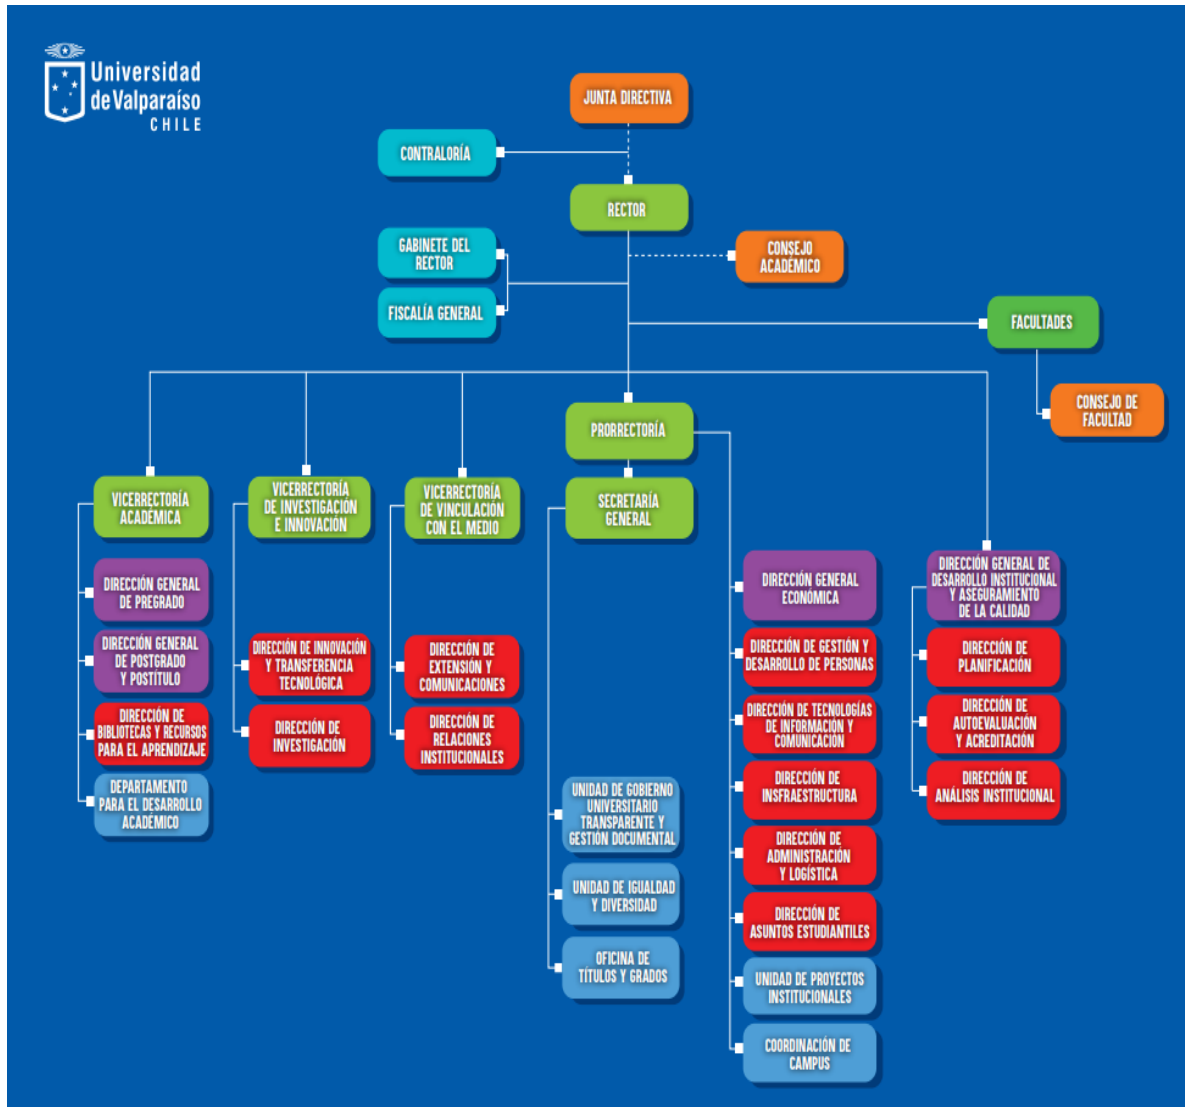 Universidad
de Valparaíso
CHILE
JUNTA DIRECTIVA
CONTRALORÍA
RECTOR
GABINETE DEL
RECTOR
CONSEJO
ACADÉMICO
FISCALÍA GENERAL
FACULTADES
CONSEJO DE
FACULTAD
PRORRECTORÍA
VICERRECTORÍA
ACADÉMICA
VICERRECTORÍA
DE INVESTIGACIÓN
E INNOVACIÓN
VICERRECTORÍA
DE VINCULACIÓN
CON EL MEDIO
SECRETARÍA
GENERAL
DIRECCIÓN GENERAL
DE PREGRADO
DIRECCIÓN GENERAL
DE POSTGRADO
Y POSTÍTULO
DIRECCIÓN DE
BIBLIOTECAS Y RECURSOS
PARA EL APRENDIZAJE
DEPARTAMENTO
PARA EL DESARROLLO
ACADÉMICO
DIRECCIÓN DE INNOVACIÓN
Y TRANSFERENCIA
TECNOLÓGICA
DIRECCIÓN DE
INVESTIGACIÓN
DIRECCIÓN DE
EXTENSIÓN Y
COMUNICACIONES
DIRECCIÓN DE
RELACIONES
INSTITUCIONALES
UNIDAD DE GOBIERNO
UNIVERSITARIO
TRANSPARENTE Y
GESTIÓN DOCUMENTAL
UNIDAD DE IGUALDAD
Y DIVERSIDAD
OFICINA DE
TÍTULOS Y GRADOS
DIRECCIÓN GENERAL
ECONÓMICA
DIRECCIÓN DE GESTIÓN Y
DESARROLLO DE PERSONAS
DIRECCIÓN DE TECNOLOGÍAS
DE INFORMACIÓN Y
COMUNICACIÓN
DIRECCIÓN DE
INSFRAESTRUCTURA
DIRECCIÓN DE
ADMINISTRACIÓN
Y LOGÍSTICA
DIRECCIÓN DE
ASUNTOS ESTUDIANTILES
UNIDAD DE PROYECTOS
INSTITUCIONALES
COORDINACIÓN DE
CAMPUS
DIRECCIÓN GENERAL DE
DESARROLLO INSTITUCIONAL
Y ASEGURAMIENTO
DE LA CALIDAD
DIRECCIÓN DE
PLANIFICACIÓN
DIRECCIÓN DE
AUTOEVALUACIÓN
Y ACREDITACIÓN
DIRECCIÓN DE
ANÁLISIS INSTITUCIONAL